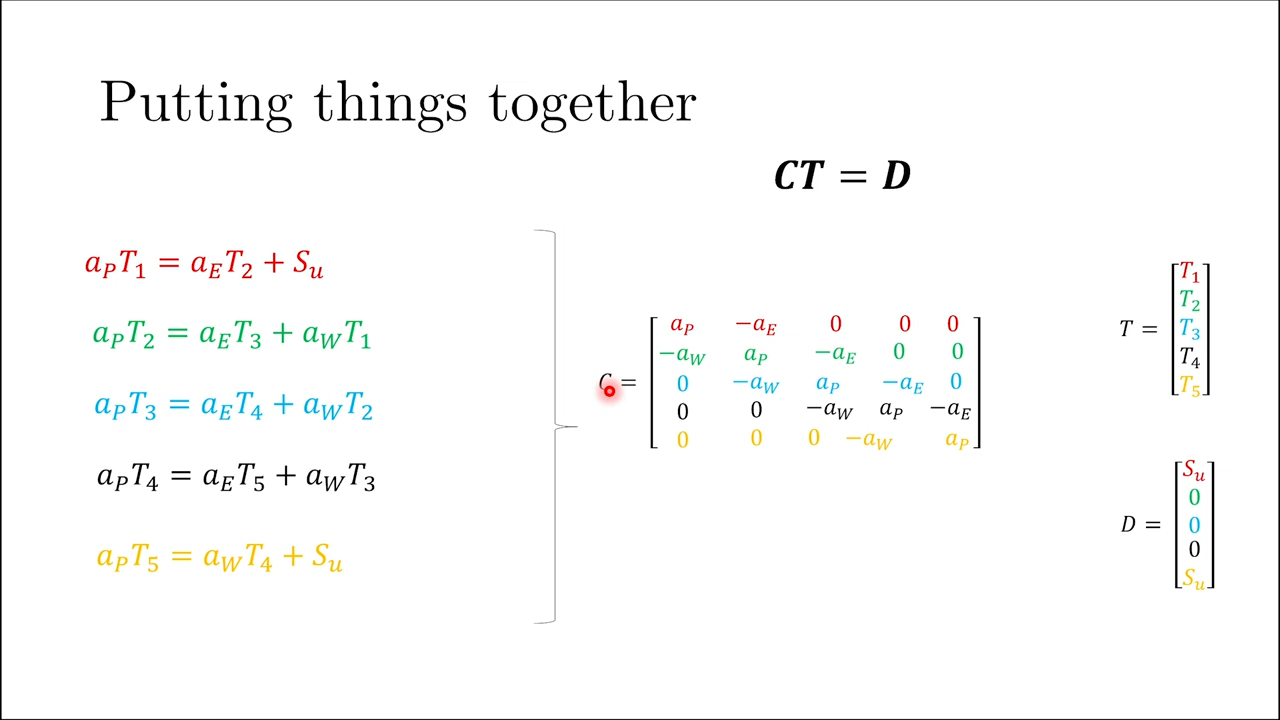 Putting things together
CT = D
a_P T_1 = a_E T_2 + S_u
a_P T_2 = a_E T_3 + a_W T_1
a_P T_3 = a_E T_4 + a_W T_2
a_P T_4 = a_E T_5 + a_W T_3
a_P T_5 = a_W T_4 + S_u
C =
a_P −a_E 0 0 0
−a_W a_P −a_E 0 0
0 −a_W a_P −a_E 0
0 0 −a_W a_P −a_E
0 0 0 −a_W a_P
T =
T_1
T_2
T_3
T_4
T_5
D =
S_u
0
0
0
S_u